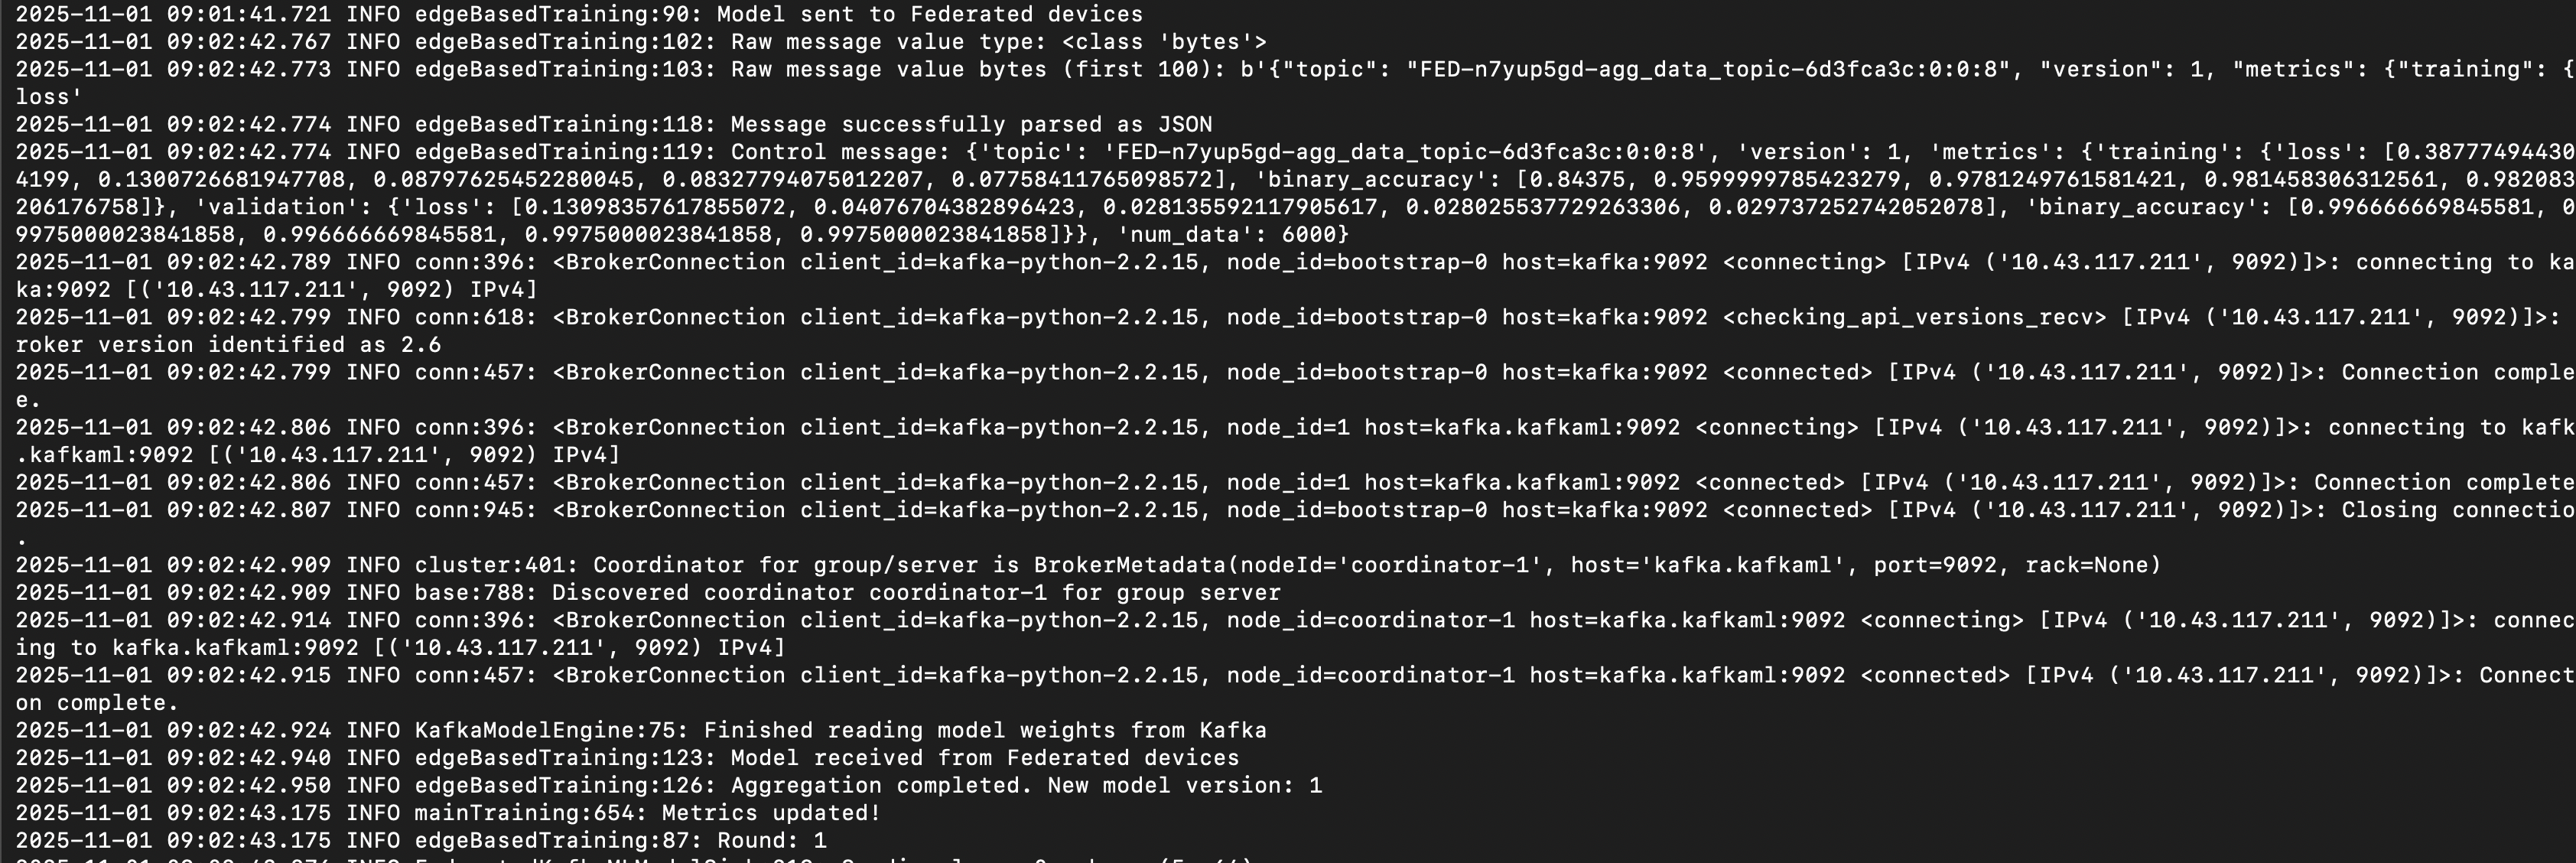 2025-11-01 09:01:41.721 INFO edgeBasedTraining:90: Model sent to Federated devices
2025-11-01 09:02:42.767 INFO edgeBasedTraining:102: Raw message value type: <class 'bytes'>
2025-11-01 09:02:42.773 INFO edgeBasedTraining:103: Raw message value bytes (first 100): b'{"topic": "FED-n7yup5gd-agg_data_topic-6d3fca3c:0:0:8", "version": 1, "metrics": {"training": {
loss'
2025-11-01 09:02:42.774 INFO edgeBasedTraining:118: Message successfully parsed as JSON
2025-11-01 09:02:42.774 INFO edgeBasedTraining:119: Control message: {'topic': 'FED-n7yup5gd-agg_data_topic-6d3fca3c:0:0:8', 'version': 1, 'metrics': {'training': {'loss': [0.38777494430
4199, 0.1300726681947708, 0.08797625452280045, 0.08327794075012207, 0.07758411765098572], 'binary_accuracy': [0.84375, 0.9599999785423279, 0.9781249761581421, 0.981458306312561, 0.982083
206176758]}, 'validation': {'loss': [0.13098357617855072, 0.04076704382896423, 0.028135592117905617, 0.028025537729263306, 0.029737252742052078], 'binary_accuracy': [0.996666669845581, 0
9975000023841858, 0.996666669845581, 0.9975000023841858, 0.9975000023841858]}}, 'num_data': 6000}
2025-11-01 09:02:42.789 INFO conn:396: <BrokerConnection client_id=kafka-python-2.2.15, node_id=bootstrap-0 host=kafka:9092 <connecting> [IPv4 ('10.43.117.211', 9092)]>: connecting to ka
ka:9092 [('10.43.117.211', 9092) IPv4]
2025-11-01 09:02:42.799 INFO conn:618: <BrokerConnection client_id=kafka-python-2.2.15, node_id=bootstrap-0 host=kafka:9092 <checking_api_versions_recv> [IPv4 ('10.43.117.211', 9092)]>:
roker version identified as 2.6
2025-11-01 09:02:42.799 INFO conn:457: <BrokerConnection client_id=kafka-python-2.2.15, node_id=bootstrap-0 host=kafka:9092 <connected> [IPv4 ('10.43.117.211', 9092)]>: Connection comple
e.
2025-11-01 09:02:42.806 INFO conn:396: <BrokerConnection client_id=kafka-python-2.2.15, node_id=1 host=kafka.kafkaml:9092 <connecting> [IPv4 ('10.43.117.211', 9092)]>: connecting to kafk
.kafkaml:9092 [('10.43.117.211', 9092) IPv4]
2025-11-01 09:02:42.806 INFO conn:457: <BrokerConnection client_id=kafka-python-2.2.15, node_id=1 host=kafka.kafkaml:9092 <connected> [IPv4 ('10.43.117.211', 9092)]>: Connection complete
2025-11-01 09:02:42.807 INFO conn:945: <BrokerConnection client_id=kafka-python-2.2.15, node_id=bootstrap-0 host=kafka:9092 <connected> [IPv4 ('10.43.117.211', 9092)]>: Closing connectio
.
2025-11-01 09:02:42.909 INFO cluster:401: Coordinator for group/server is BrokerMetadata(nodeId='coordinator-1', host='kafka.kafkaml', port=9092, rack=None)
2025-11-01 09:02:42.909 INFO base:788: Discovered coordinator coordinator-1 for group server
2025-11-01 09:02:42.914 INFO conn:396: <BrokerConnection client_id=kafka-python-2.2.15, node_id=coordinator-1 host=kafka.kafkaml:9092 <connecting> [IPv4 ('10.43.117.211', 9092)]>: connec
ing to kafka.kafkaml:9092 [('10.43.117.211', 9092) IPv4]
2025-11-01 09:02:42.915 INFO conn:457: <BrokerConnection client_id=kafka-python-2.2.15, node_id=coordinator-1 host=kafka.kafkaml:9092 <connected> [IPv4 ('10.43.117.211', 9092)]>: Connect
on complete.
2025-11-01 09:02:42.924 INFO KafkaModelEngine:75: Finished reading model weights from Kafka
2025-11-01 09:02:42.940 INFO edgeBasedTraining:123: Model received from Federated devices
2025-11-01 09:02:42.950 INFO edgeBasedTraining:126: Aggregation completed. New model version: 1
2025-11-01 09:02:43.175 INFO mainTraining:654: Metrics updated!
2025-11-01 09:02:43.175 INFO edgeBasedTraining:87: Round: 1